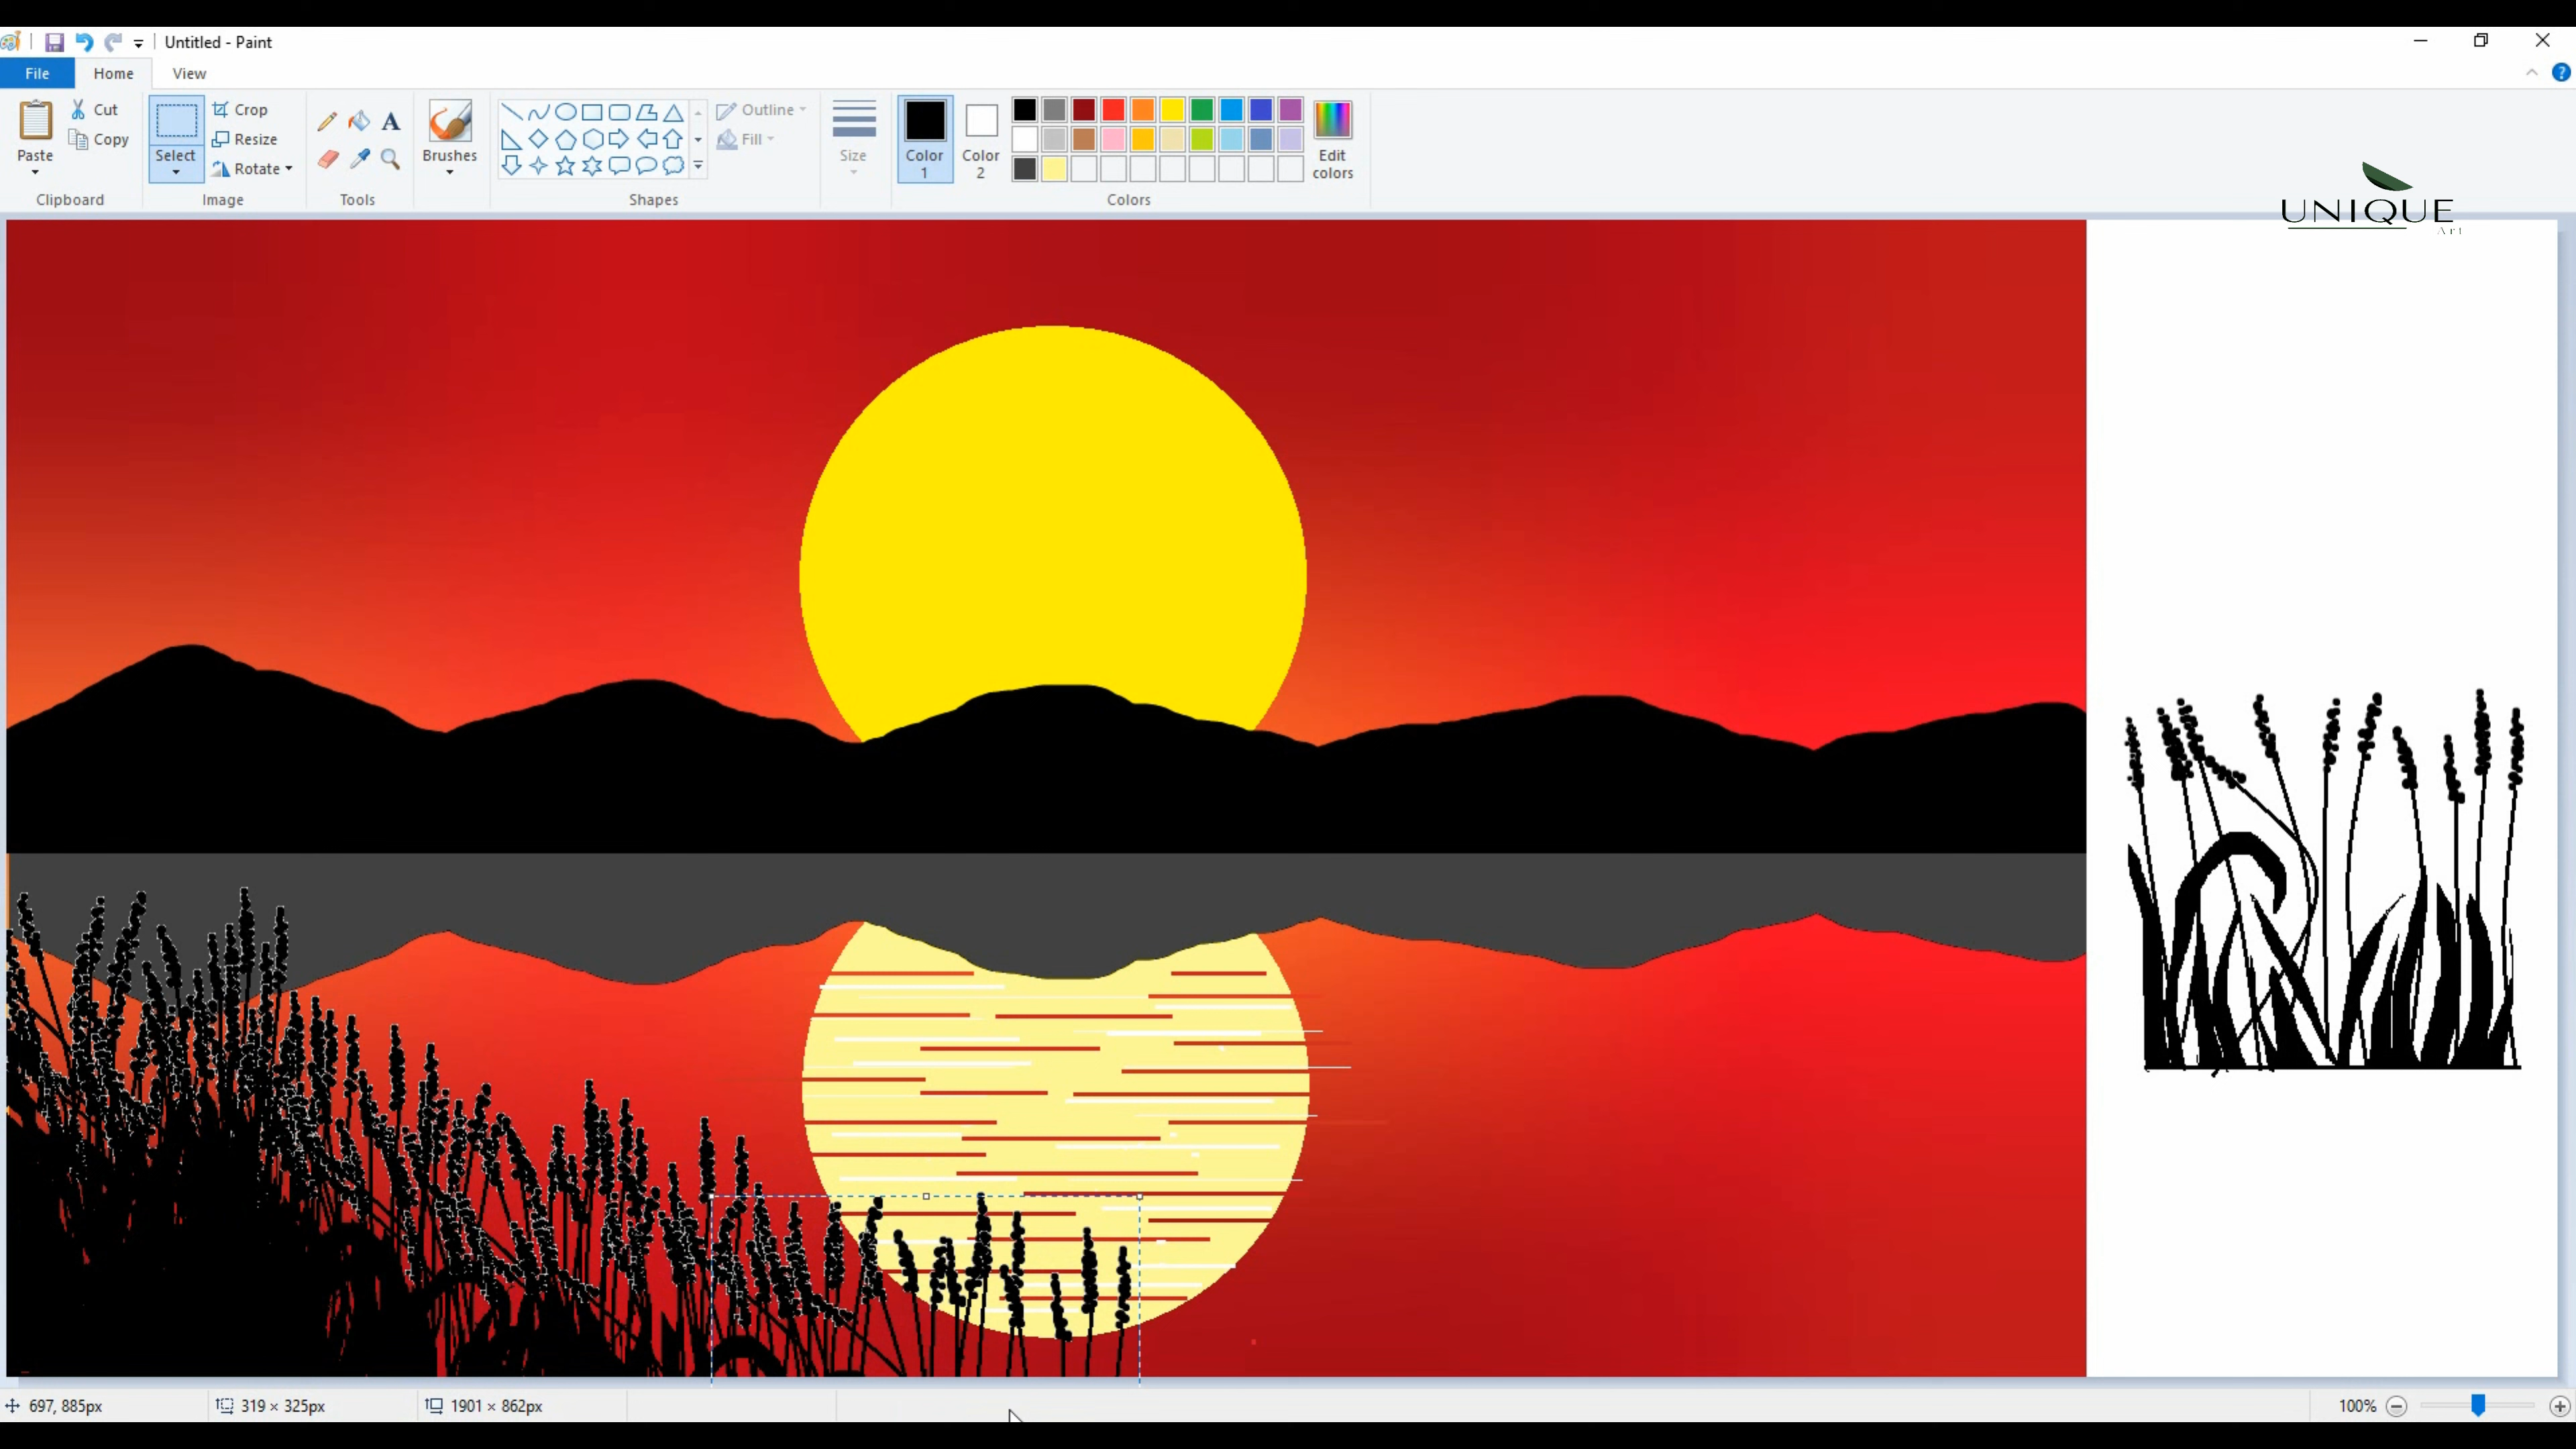 Untitled - Paint
File Home View
Paste
Cut
Copy
Clipboard
Select
Crop
Resize
Rotate
Image
A
Tools
Brushes
Shapes
Outline
Fill
Size
Color 1
Color 2
Edit colors
Colors
UNIQUE
Art
697, 885px
319 × 325px
1901 × 862px
100%